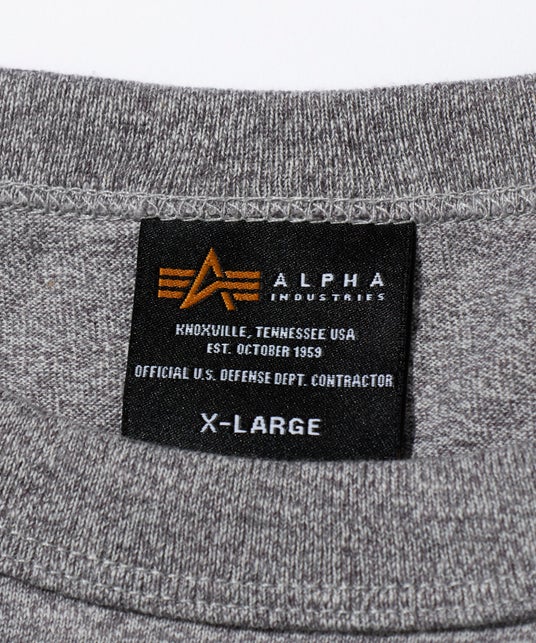 ALPHA
INDUSTRIES
KNOXVILLE, TENNESSEE USA
EST. OCTOBER 1959
OFFICIAL U.S. DEFENSE DEPT. CONTRACTOR
X-LARGE